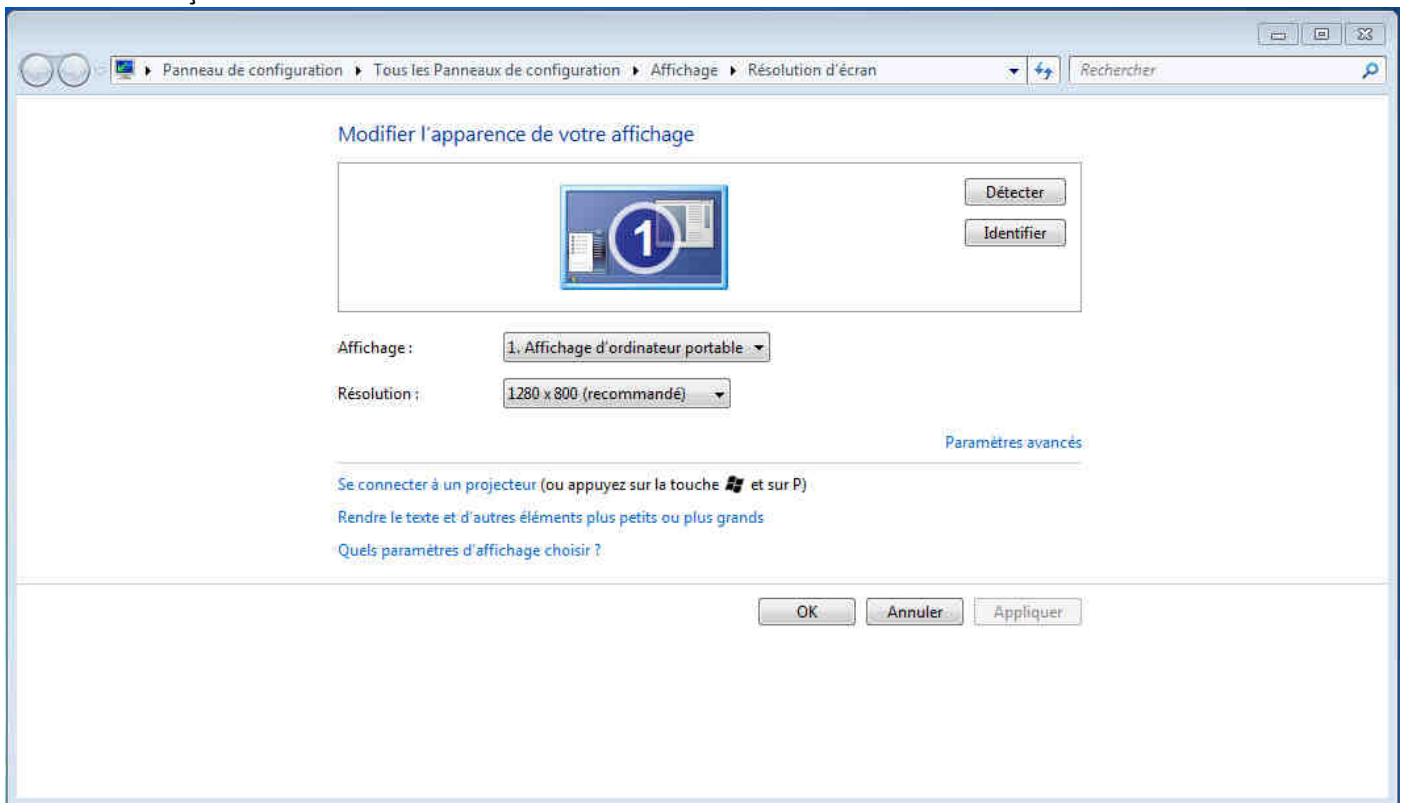 Panneau de configuration ▸ Tous les Panneaux de configuration ▸ Affichage ▸ Résolution d'écran
Rechercher
Modifier l'apparence de votre affichage
1
Détecter
Identifier
Affichage :
1. Affichage d'ordinateur portable
Résolution :
1280 x 800 (recommandé)
Paramètres avancés
Se connecter à un projecteur (ou appuyez sur la touche et sur P)
Rendre le texte et d'autres éléments plus petits ou plus grands
Quels paramètres d'affichage choisir ?
OK
Annuler
Appliquer